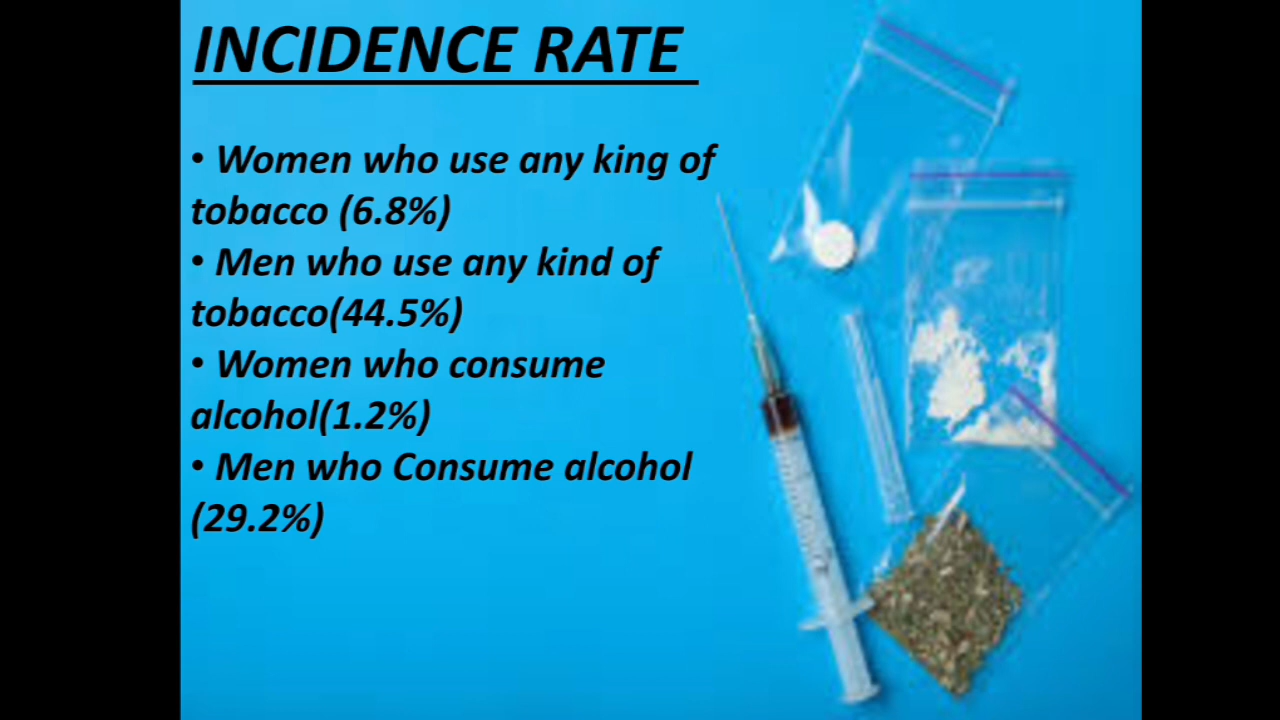 INCIDENCE RATE
• Women who use any king of
tobacco (6.8%)
• Men who use any kind of
tobacco(44.5%)
• Women who consume
alcohol(1.2%)
• Men who Consume alcohol
(29.2%)